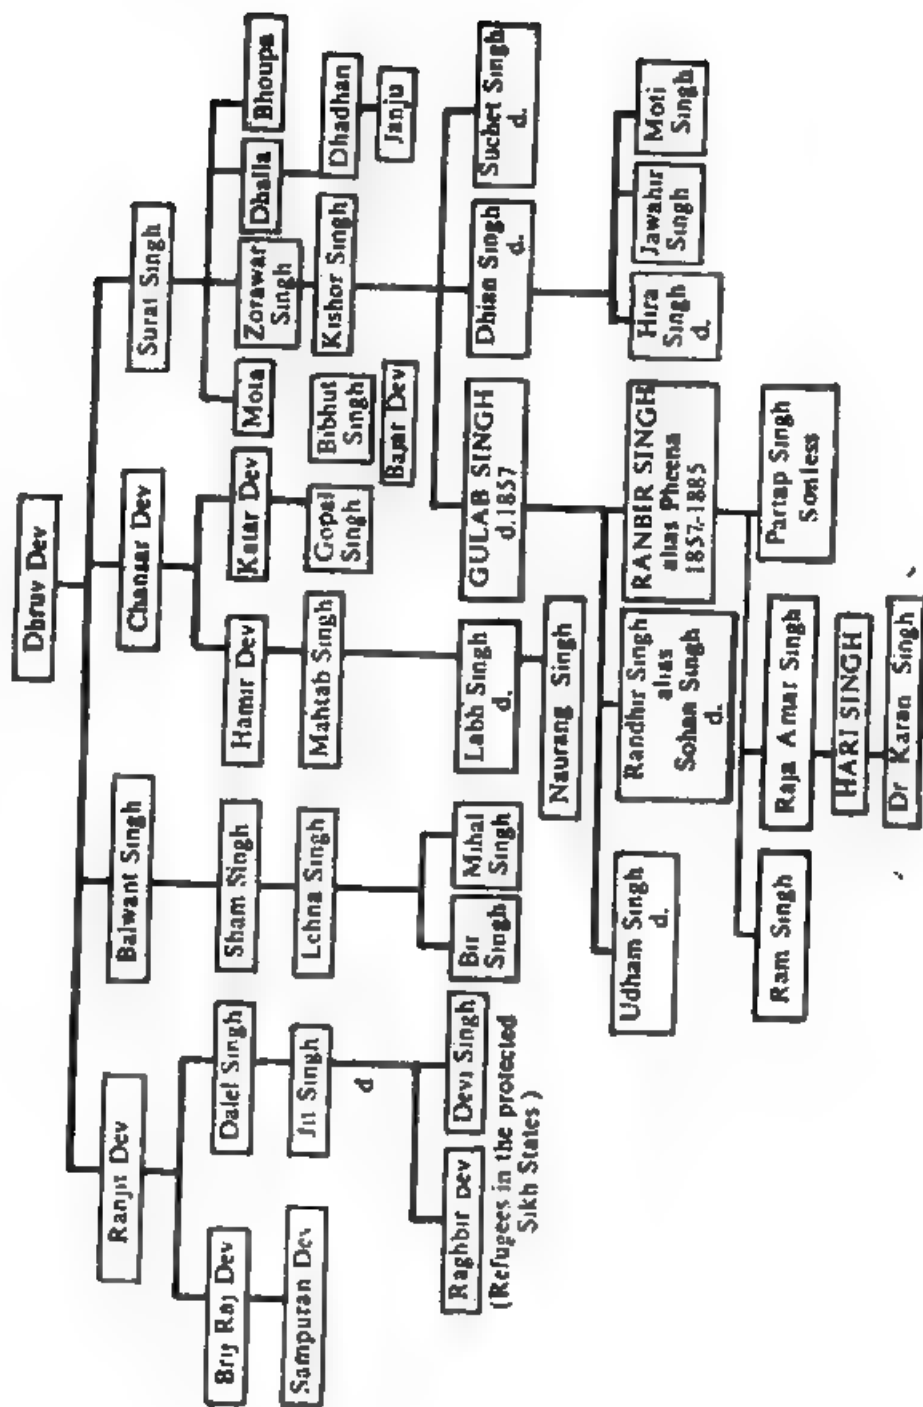 Dhruv Dev
Ranjit Dev
Balwant Singh
Chansar Dev
Surat Singh
Brij Raj Dev
Dalel Singh
Sham Singh
Hamir Dev
Katar Dev
Mota
Zorawar
Singh
Dhalla
Bhoupa
Sampuran Dev
Jit Singh
Lehna Singh
Mahtab Singh
Gopal
Singh
Bibhut
Singh
Kishor Singh
Dhadhan
d
Bajar Dev
Janju
Raghbir Dev
Devi Singh
(Refugees in the protected
Sikh States)
Bir
Singh
Mihal
Singh
Labh Singh
d.
GULAB SINGH
d.1857
Dhian Singh
d.
Suchet Singh
d.
Naurang Singh
Udham Singh
d.
Randhir Singh
alias
Sohan Singh
d.
RANBIR SINGH
alias Pheena
1857-1885
Hira
Singh
d.
Jawahir
Singh
Moti
Singh
Ram Singh
Raja Amar Singh
Partap Singh
Sonless
HARI SINGH
Dr Karan Singh